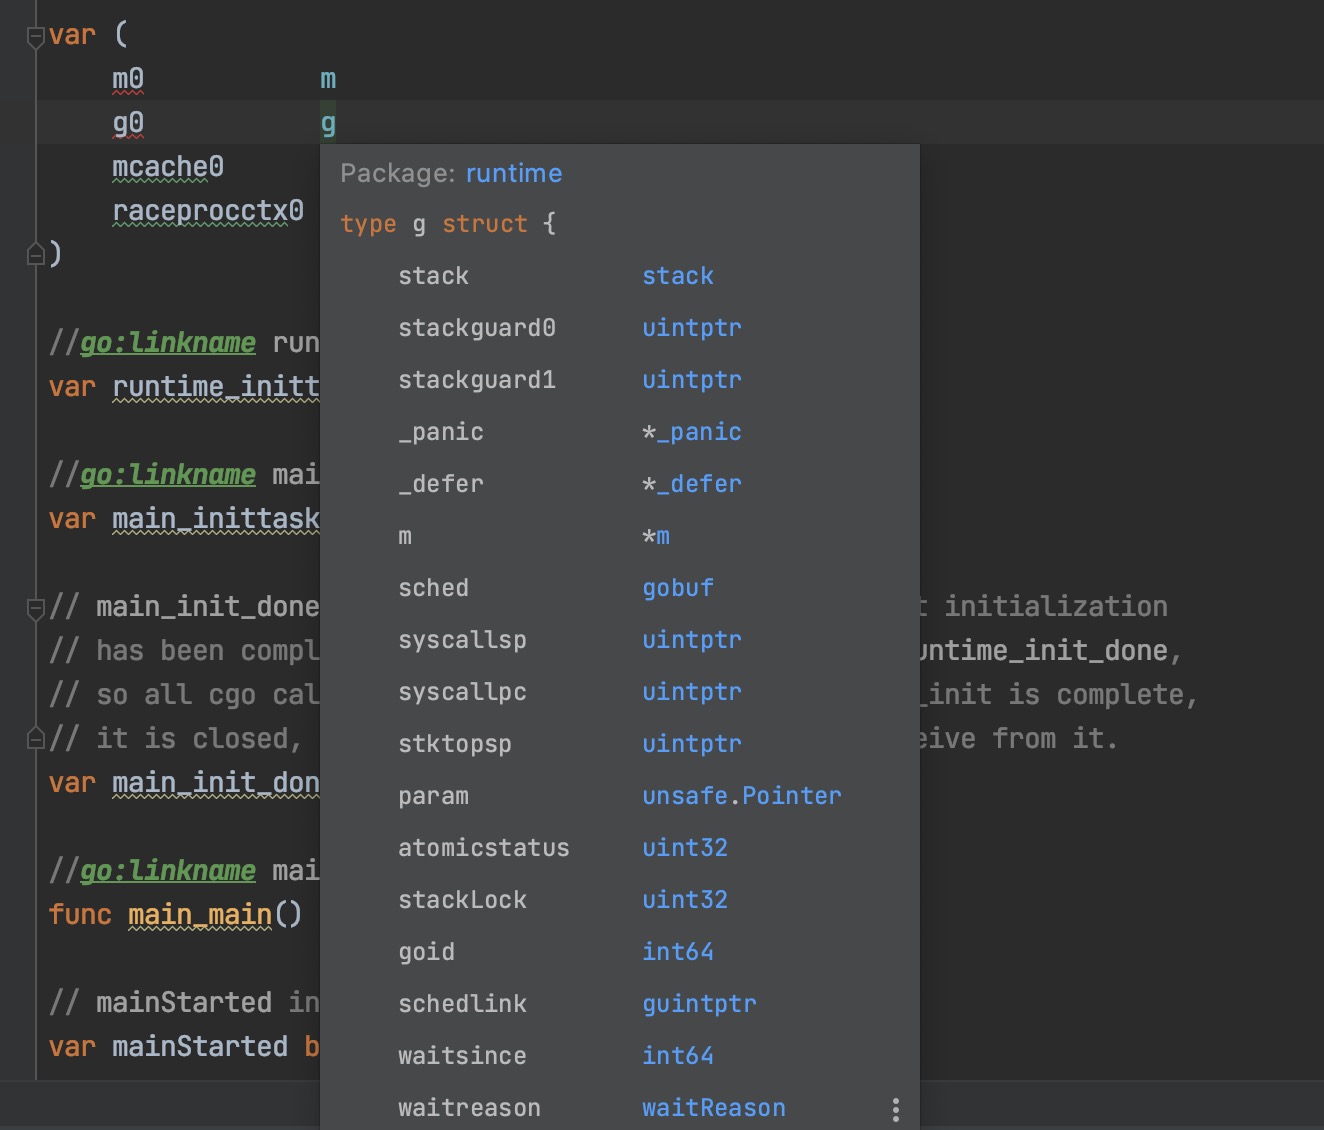 var (
m0 m
g0 g
mcache0
raceprocctx0
)
//go:linkname run
var runtime_initt
//go:linkname mai
var main_inittask
// main_init_done
// has been compl
// so all cgo cal
// it is closed,
var main_init_don
//go:linkname mai
func main_main()
// mainStarted in
var mainStarted b
Package: runtime
type g struct {
stack stack
stackguard0 uintptr
stackguard1 uintptr
_panic *_panic
_defer *_defer
m *m
sched gobuf
syscallsp uintptr
syscallpc uintptr
stktopsp uintptr
param unsafe.Pointer
atomicstatus uint32
stackLock uint32
goid int64
schedlink guintptr
waitsince int64
waitreason waitReason
t initialization
untime_init_done,
_init is complete,
eive from it.